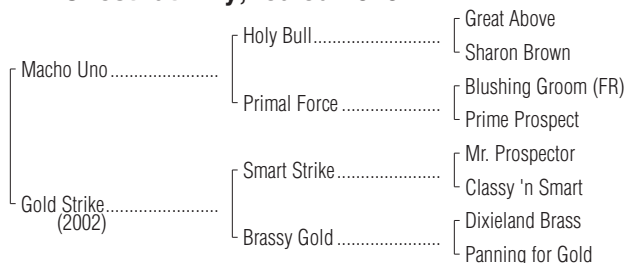 Great Above
Holy Bull
Sharon Brown
Macho Uno
Blushing Groom (FR)
Primal Force
Prime Prospect
Mr. Prospector
Smart Strike
Classy 'n Smart
Gold Strike
(2002)
Dixieland Brass
Brassy Gold
Panning for Gold